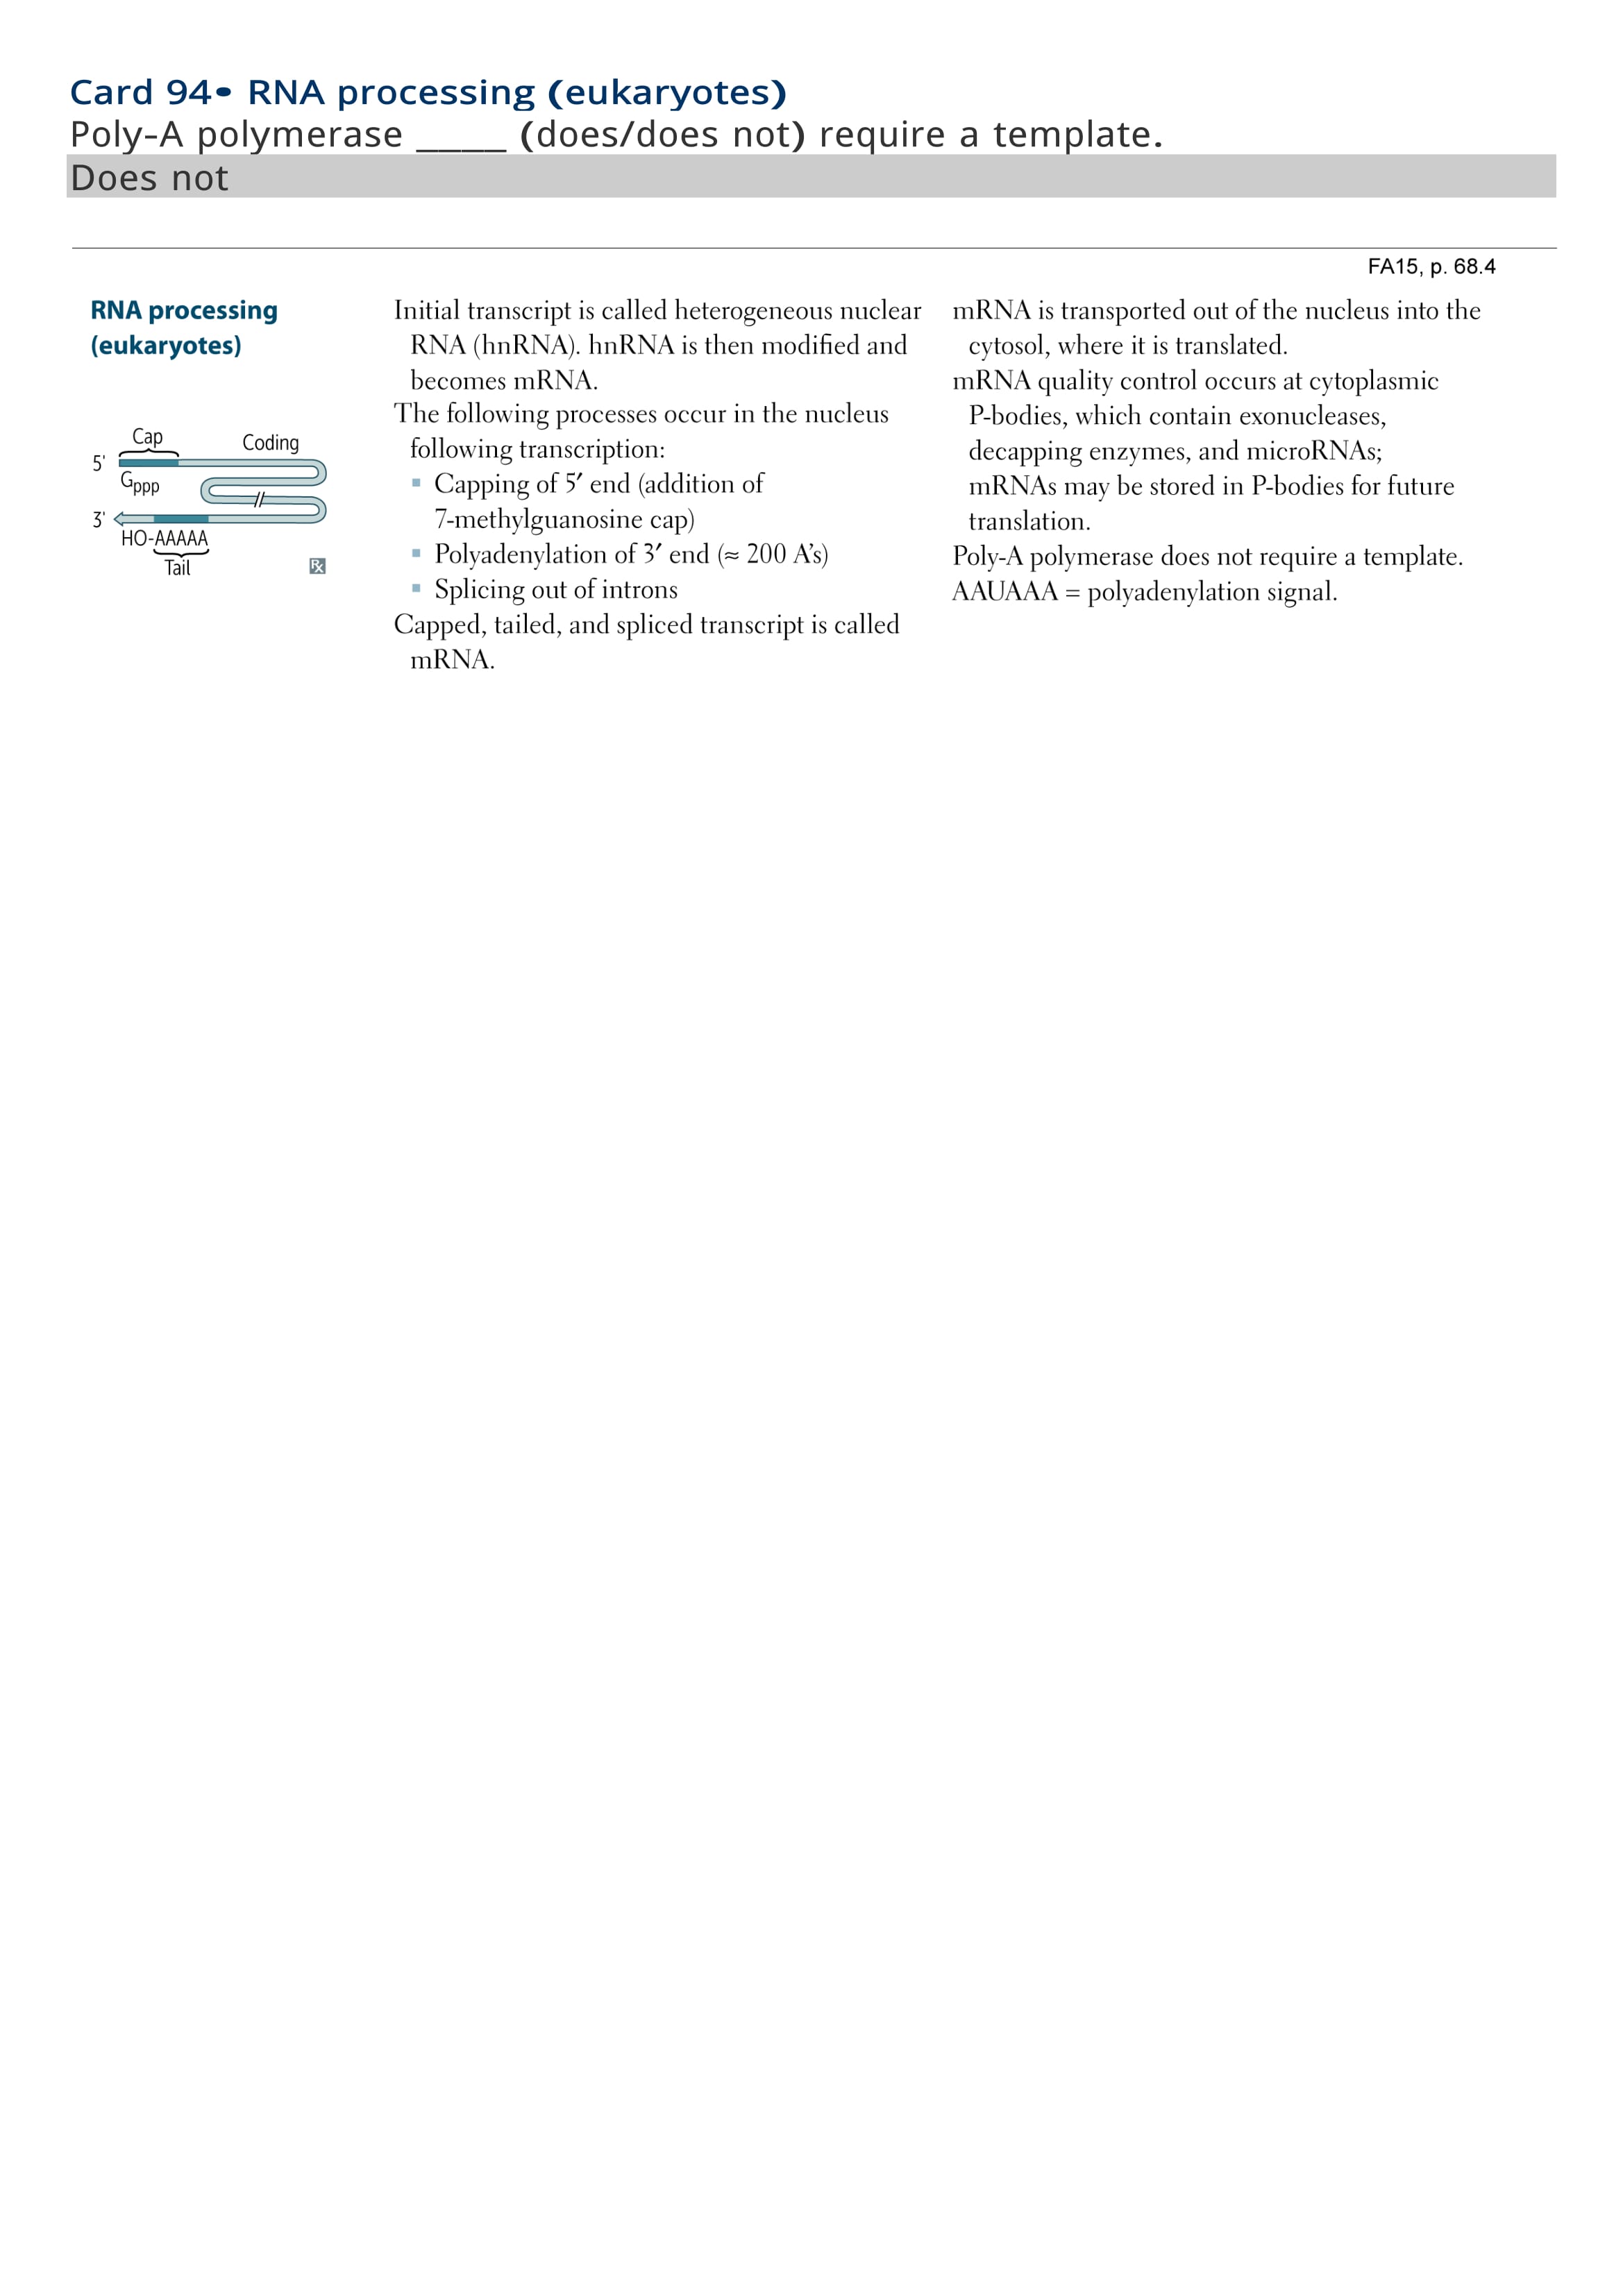 Card 94• RNA processing (eukaryotes)
Poly-A polymerase ____ (does/does not) require a template.
Does not
FA15, p. 68.4
RNA processing
(eukaryotes)
Cap
Coding
5'
Gppp
3'
HO-AAAAA
Tail
Rx
Initial transcript is called heterogeneous nuclear
RNA (hnRNA). hnRNA is then modified and
becomes mRNA.
The following processes occur in the nucleus
following transcription:
▪ Capping of 5′ end (addition of
7-methylguanosine cap)
▪ Polyadenylation of 3′ end (≈ 200 A’s)
▪ Splicing out of introns
Capped, tailed, and spliced transcript is called
mRNA.
mRNA is transported out of the nucleus into the
cytosol, where it is translated.
mRNA quality control occurs at cytoplasmic
P-bodies, which contain exonucleases,
decapping enzymes, and microRNAs;
mRNAs may be stored in P-bodies for future
translation.
Poly-A polymerase does not require a template.
AAUAAA = polyadenylation signal.